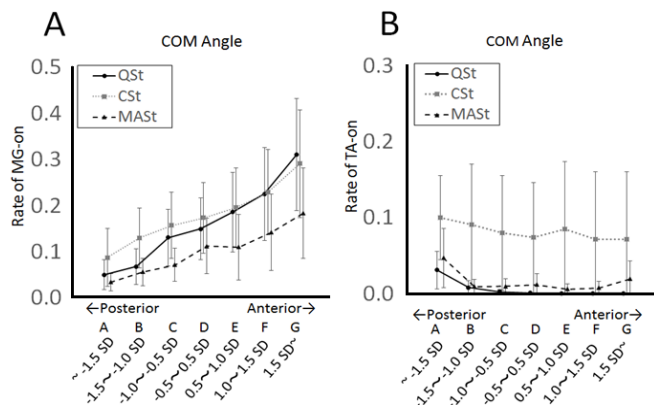 A
COM Angle
Rate of MG-on
0.5
0.4
0.3
0.2
0.1
0.0
QSt
CSt
MASt
←Posterior
Anterior→
A B C D E F G
~ -1.5 SD
-1.5~ -1.0 SD
-1.0~ -0.5 SD
-0.5~0.5 SD
0.5~1.0 SD
1.0~1.5 SD
1.5 SD~
B
COM Angle
Rate of TA-on
0.3
0.2
0.1
0.0
QSt
CSt
MASt
←Posterior
Anterior→
A B C D E F G
~ -1.5 SD
-1.5~ -1.0 SD
-1.0~ -0.5 SD
-0.5~0.5 SD
0.5~1.0 SD
1.0~1.5 SD
1.5 SD~